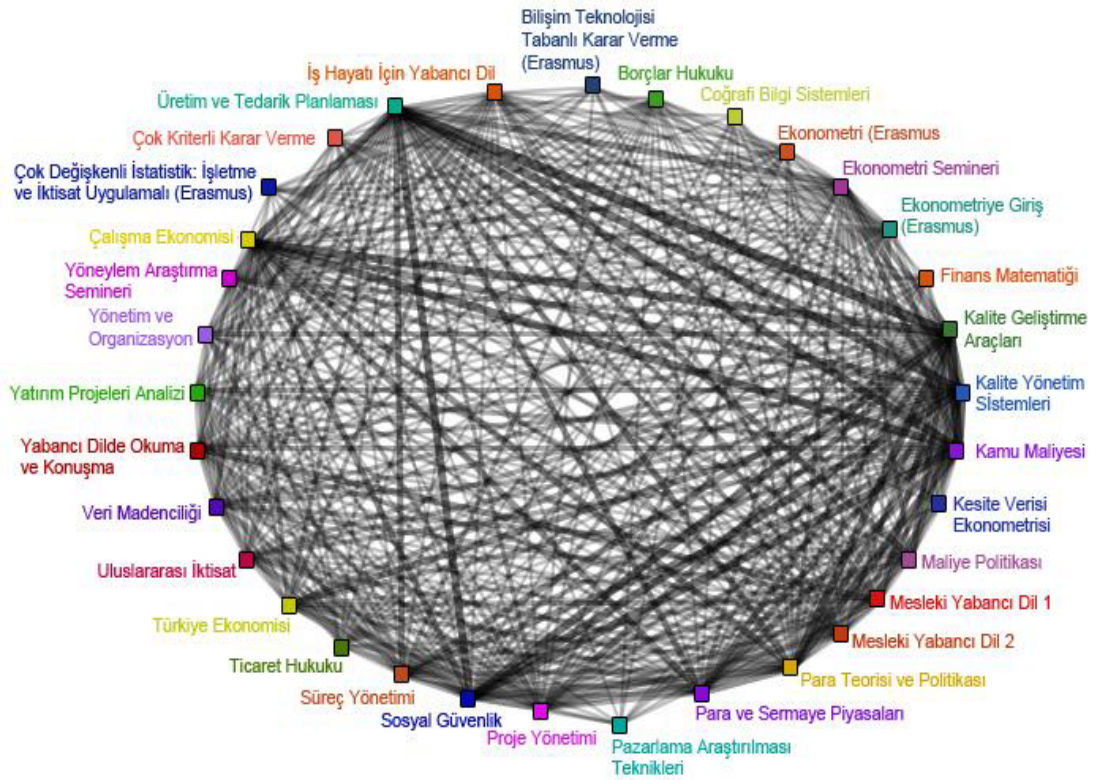 Bilişim Teknolojisi
Tabanlı Karar Verme
(Erasmus)
Borçlar Hukuku
Coğrafi Bilgi Sistemleri
Ekonometri (Erasmus
Ekonometri Semineri
Ekonometriye Giriş
(Erasmus)
Finans Matematiği
Kalite Geliştirme
Araçları
Kalite Yönetim
Sİstemleri
Kamu Maliyesi
Kesite Verisi
Ekonometrisi
Maliye Politikası
Mesleki Yabancı Dil 1
Mesleki Yabancı Dil 2
Para Teorisi ve Politikası
Para ve Sermaye Piyasaları
Pazarlama Araştırılması
Teknikleri
Proje Yönetimi
Sosyal Güvenlik
Süreç Yönetimi
Ticaret Hukuku
Türkiye Ekonomisi
Uluslararası İktisat
Veri Madenciliği
Yabancı Dilde Okuma
ve Konuşma
Yatırım Projeleri Analizi
Yönetim ve
Organizasyon
Yöneylem Araştırma
Semineri
Çalışma Ekonomisi
Çok Değişkenli İstatistik: İşletme
ve İktisat Uygulamalı (Erasmus)
Çok Kriterli Karar Verme
Üretim ve Tedarik Planlaması
İş Hayatı İçin Yabancı Dil